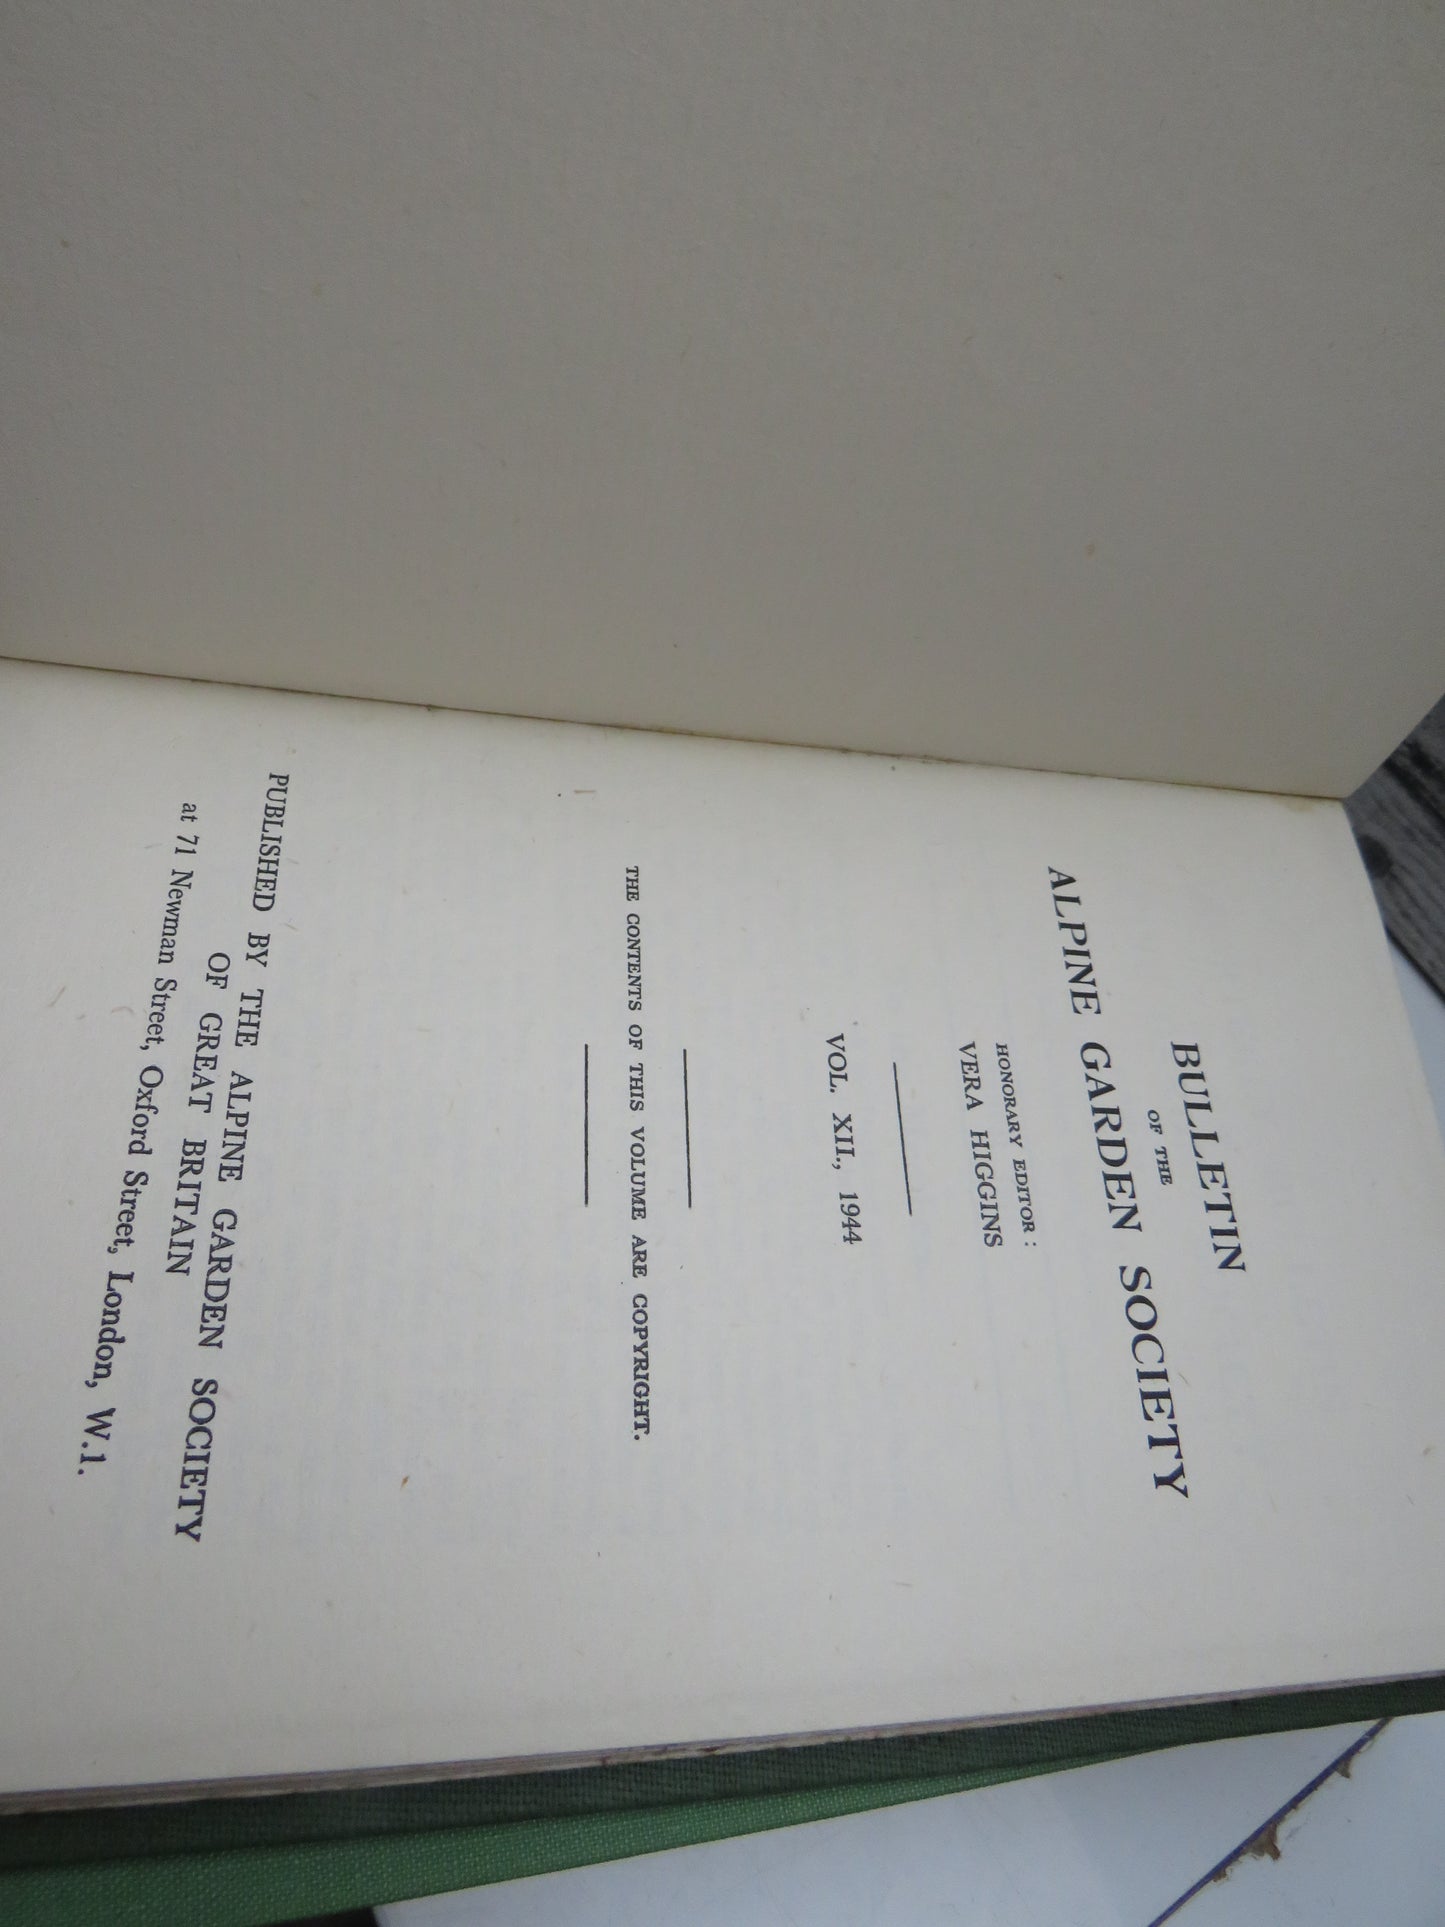 BULLETIN
OF THE
ALPINE GARDEN SOCIETY
HONORARY EDITOR :
VERA HIGGINS
VOL. XII., 1944
THE CONTENTS OF THIS VOLUME ARE COPYRIGHT.
PUBLISHED BY THE ALPINE GARDEN SOCIETY
OF GREAT BRITAIN
at 71 Newman Street, Oxford Street, London, W.1.